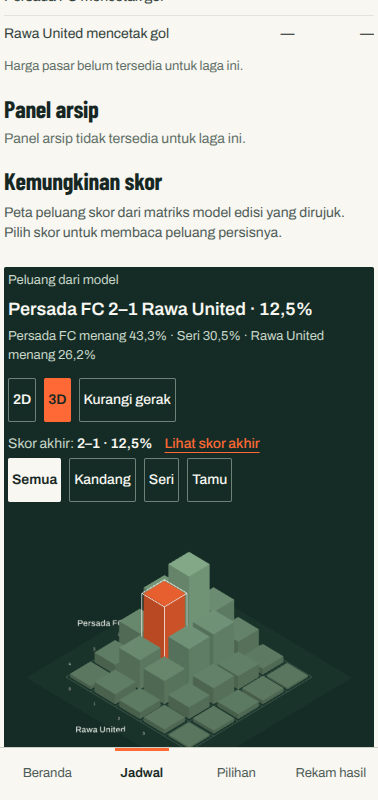 Rawa United mencetak gol — —
Harga pasar belum tersedia untuk laga ini.
Panel arsip
Panel arsip tidak tersedia untuk laga ini.
Kemungkinan skor
Peta peluang skor dari matriks model edisi yang dirujuk.
Pilih skor untuk membaca peluang persisnya.
Peluang dari model
Persada FC 2–1 Rawa United · 12,5%
Persada FC menang 43,3% · Seri 30,5% · Rawa United
menang 26,2%
2D 3D Kurangi gerak
Skor akhir: 2–1 · 12,5% Lihat skor akhir
Semua Kandang Seri Tamu
Persada
Rawa United
Beranda Jadwal Pilihan Rekam hasil